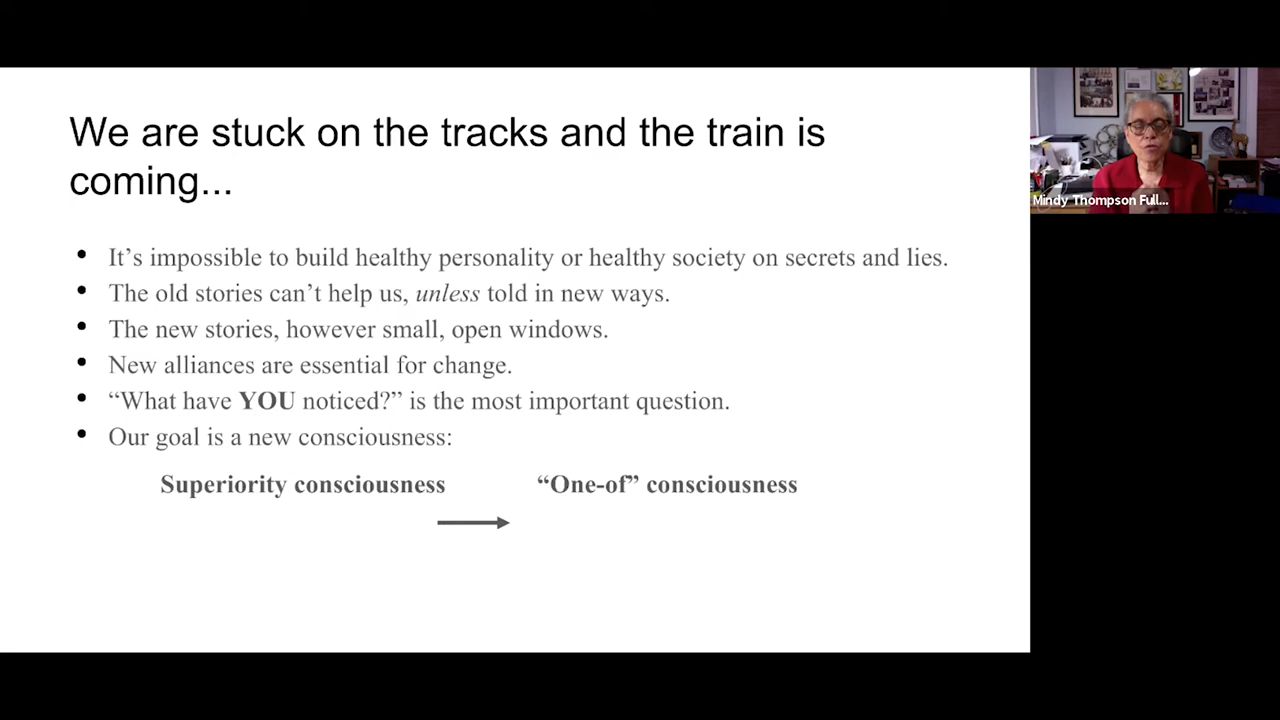 We are stuck on the tracks and the train is
coming...
Mindy Thompson Full...
• It’s impossible to build healthy personality or healthy society on secrets and lies.
• The old stories can’t help us, unless told in new ways.
• The new stories, however small, open windows.
• New alliances are essential for change.
• “What have YOU noticed?” is the most important question.
• Our goal is a new consciousness:
Superiority consciousness “One-of” consciousness